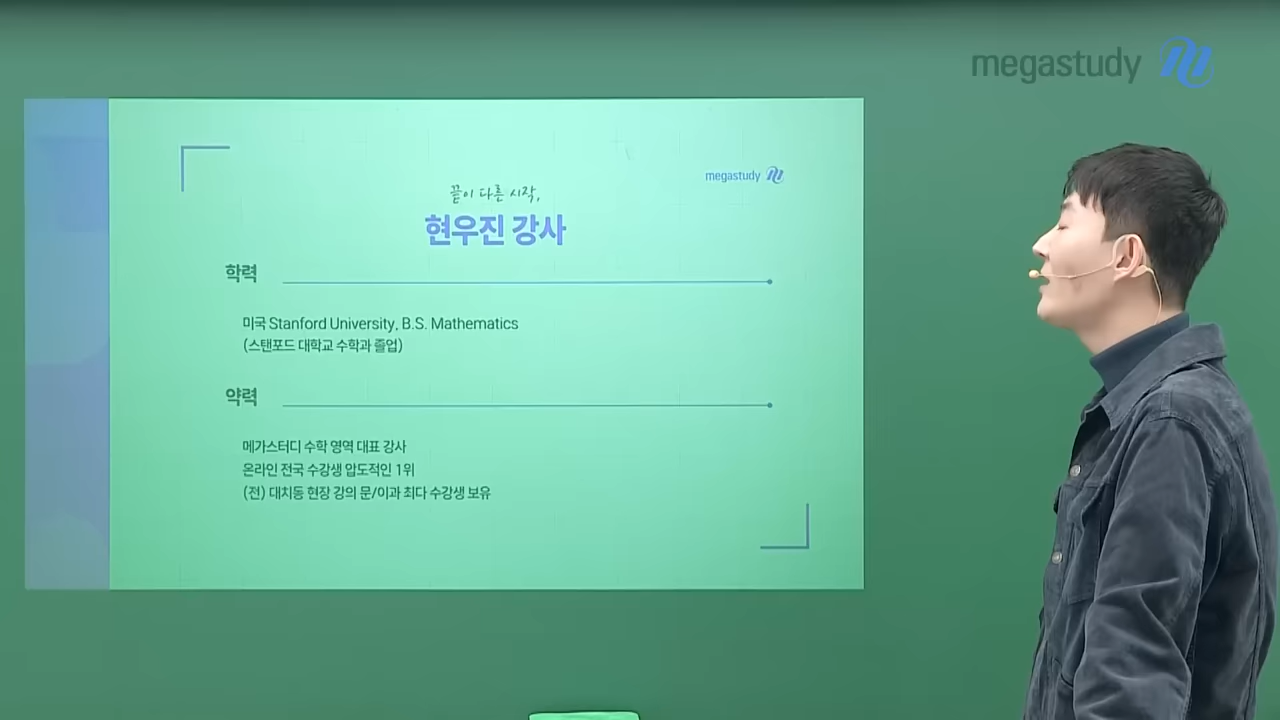 megastudy
megastudy
끝이 다른 시작,
현우진 강사
학력
미국 Stanford University, B.S. Mathematics
(스탠포드 대학교 수학과 졸업)
약력
메가스터디 수학 영역 대표 강사
온라인 전국 수강생 압도적인 1위
(전) 대치동 현장 강의 문/이과 최다 수강생 보유